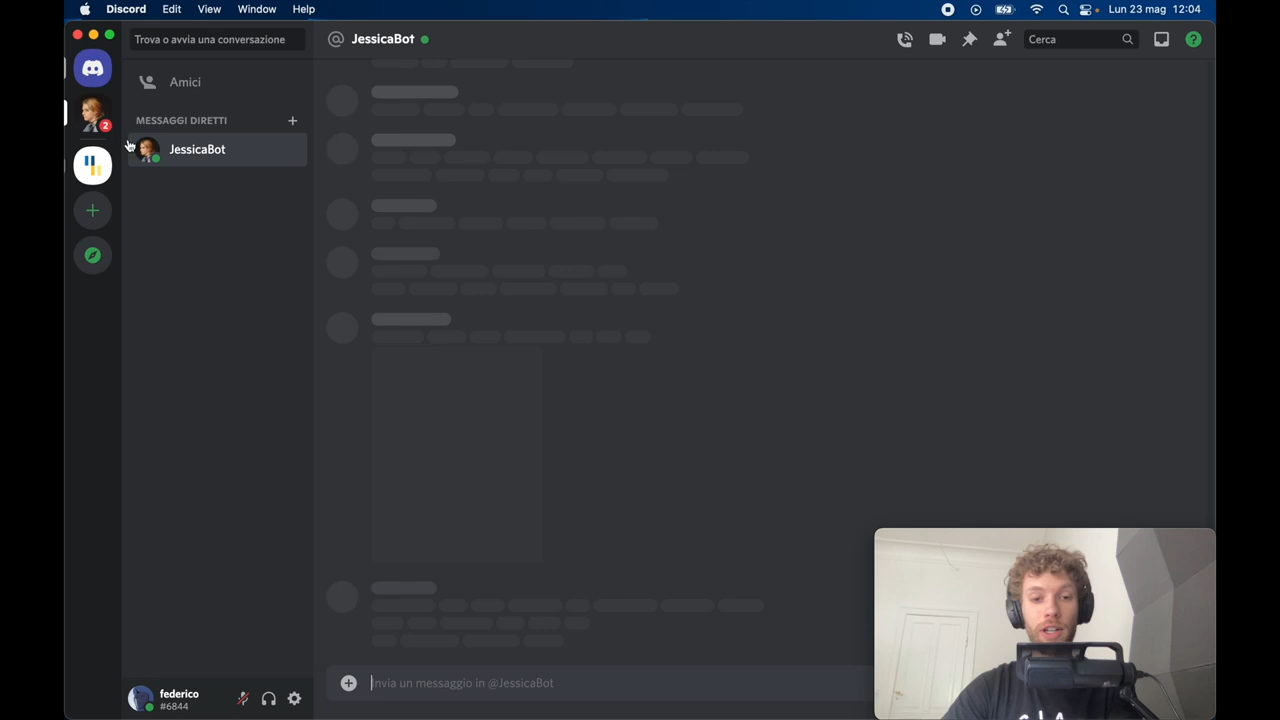 Discord Edit View Window Help Lun 23 mag 12:04
Trova o avvia una conversazione
JessicaBot
Cerca
Amici
MESSAGGI DIRETTI
2
JessicaBot
Invia un messaggio in @JessicaBot
federico
#6844